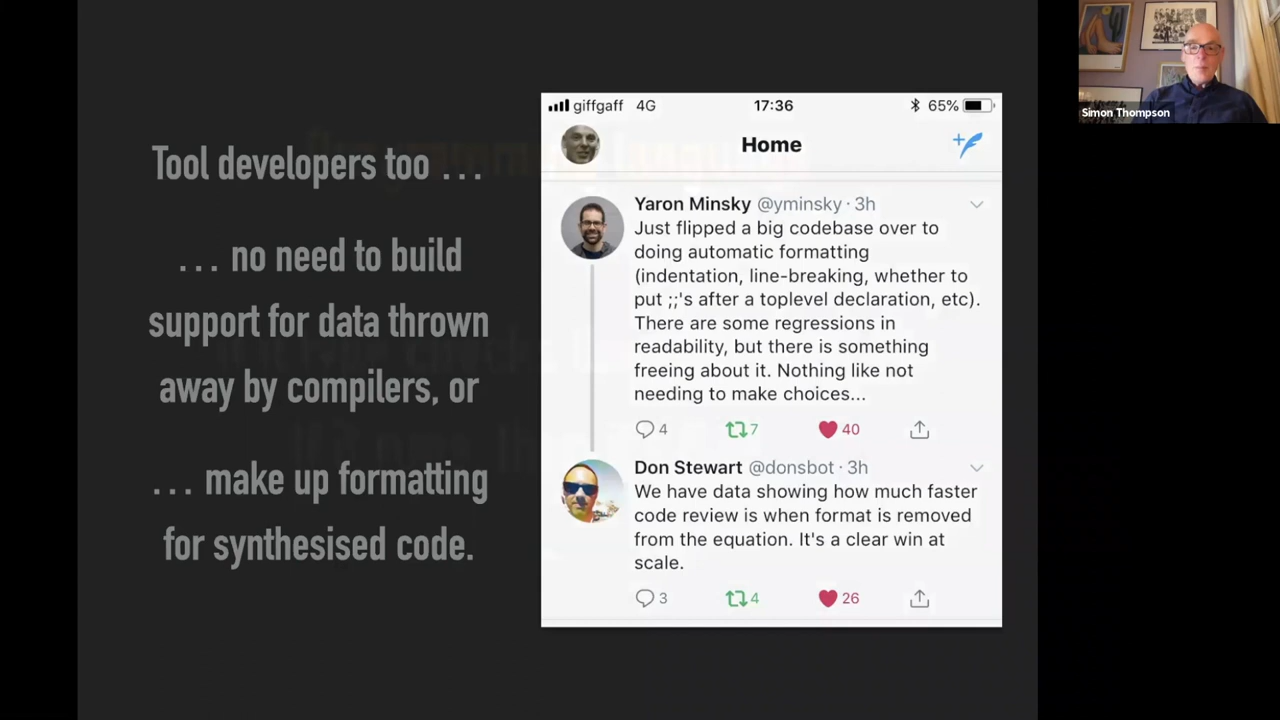 Tool developers too ...
... no need to build
support for data thrown
away by compilers, or
... make up formatting
for synthesised code.
giffgaff 4G 17:36 65%
Home
Yaron Minsky @yminsky · 3h
Just flipped a big codebase over to
doing automatic formatting
(indentation, line-breaking, whether to
put ;;'s after a toplevel declaration, etc).
There are some regressions in
readability, but there is something
freeing about it. Nothing like not
needing to make choices...
4 7 40
Don Stewart @donsbot · 3h
We have data showing how much faster
code review is when format is removed
from the equation. It's a clear win at
scale.
3 4 26
Simon Thompson